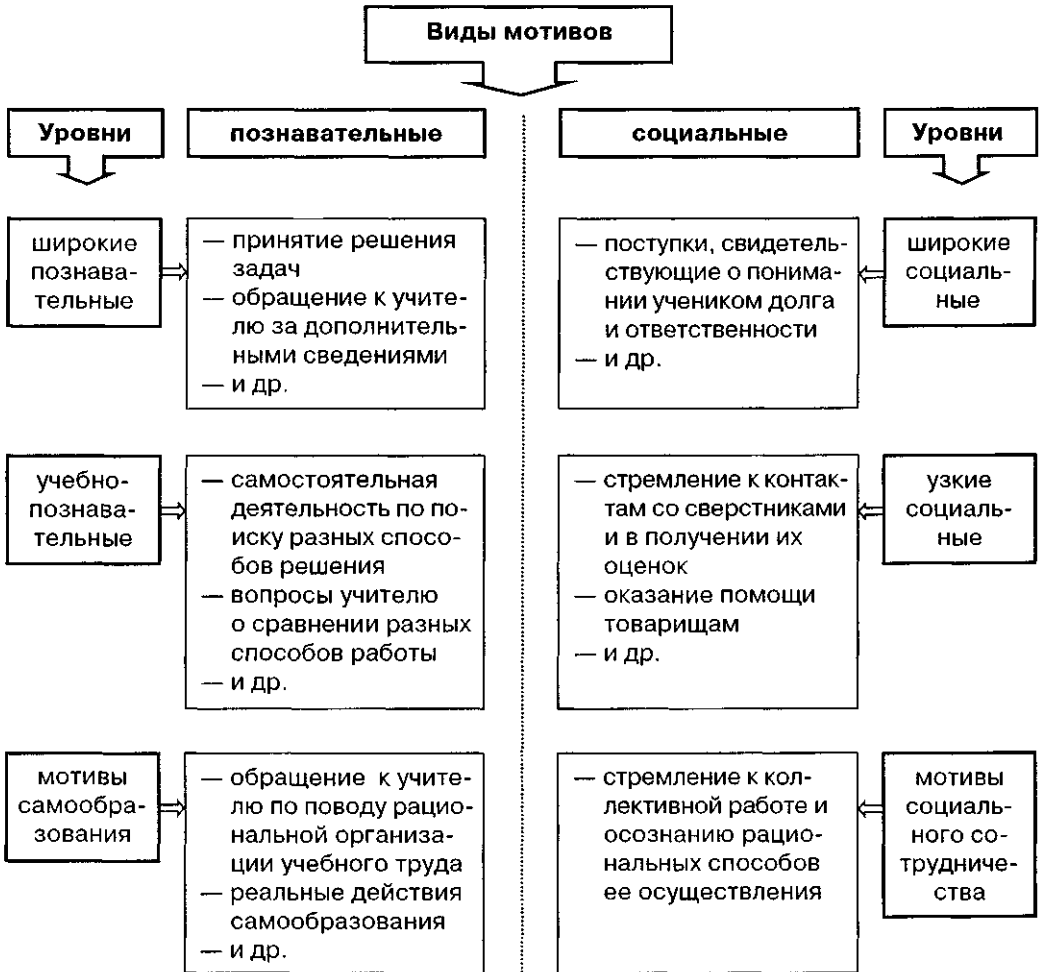 Виды мотивов
Уровни
познавательные
социальные
Уровни
широкие
познава-
тельные
— принятие решения
задач
— обращение к учите-
лю за дополнитель-
ными сведениями
— и др.
— поступки, свидетель-
ствующие о понима-
нии учеником долга
и ответственности
— и др.
широкие
социаль-
ные
учебно-
познава-
тельные
— самостоятельная
деятельность по по-
иску разных спосо-
бов решения
— вопросы учителю
о сравнении разных
способов работы
— и др.
— стремление к контак-
там со сверстниками
и в получении их
оценок
— оказание помощи
товарищам
— и др.
узкие
социаль-
ные
мотивы
самообра-
зования
— обращение к учите-
лю по поводу рацио-
нальной организа-
ции учебного труда
— реальные действия
самообразования
— и др.
— стремление к кол-
лективной работе и
осознанию рацио-
нальных способов
ее осуществления
мотивы
социаль-
ного со-
трудниче-
ства